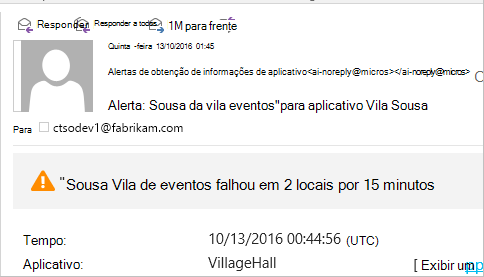 Responder Responder a todos 1M para frente
Quinta -feira 13/10/2016 01:45
Alertas de obtenção de informações de aplicativo<ai-noreply@micros></ai-noreply@micros>
Alerta: Sousa da vila eventos"para aplicativo Vila Sousa
Para ctsodev1@fabrikam.com
"Sousa Vila de eventos falhou em 2 locais por 15 minutos
Tempo: 10/13/2016 00:44:56 (UTC)
Aplicativo: VillageHall [ Exibir um